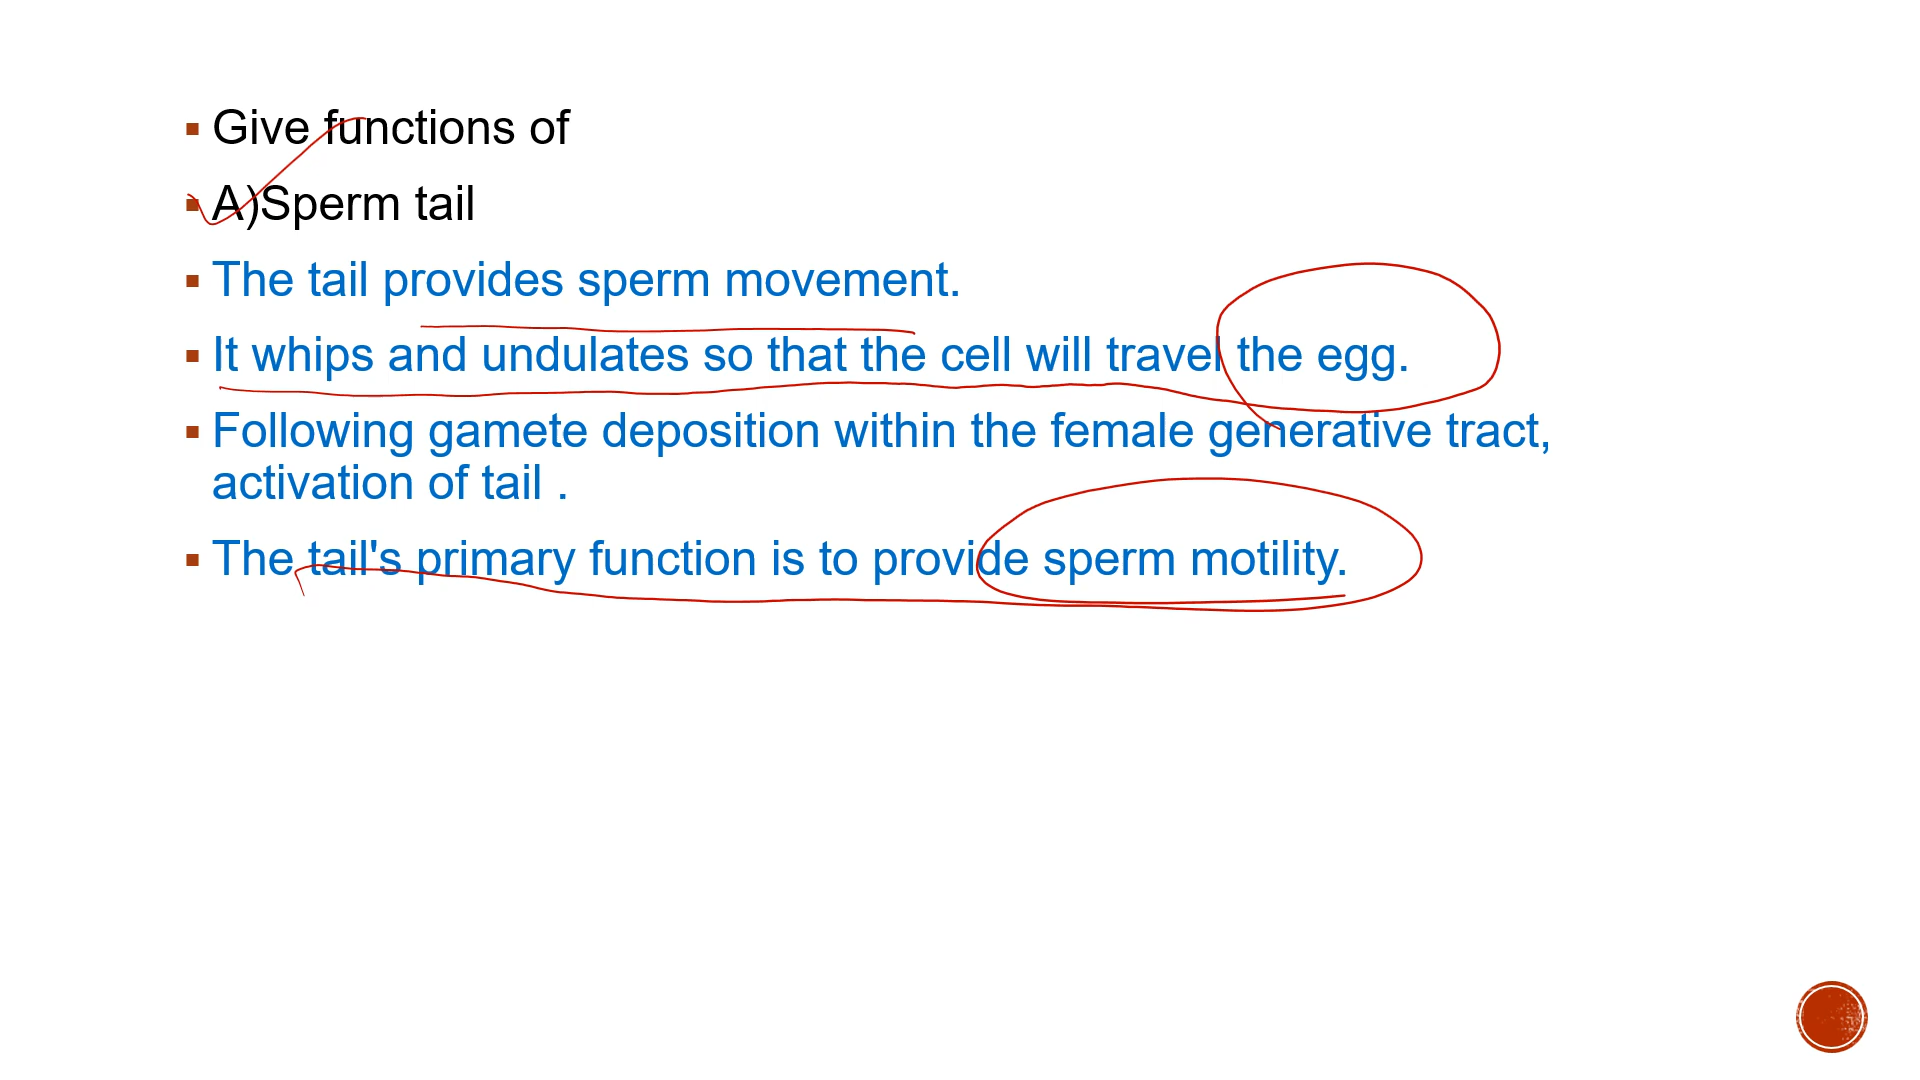 Give functions of
A)Sperm tail
The tail provides sperm movement.
It whips and undulates so that the cell will travel the egg.
Following gamete deposition within the female generative tract,
activation of tail .
The tail's primary function is to provide sperm motility.